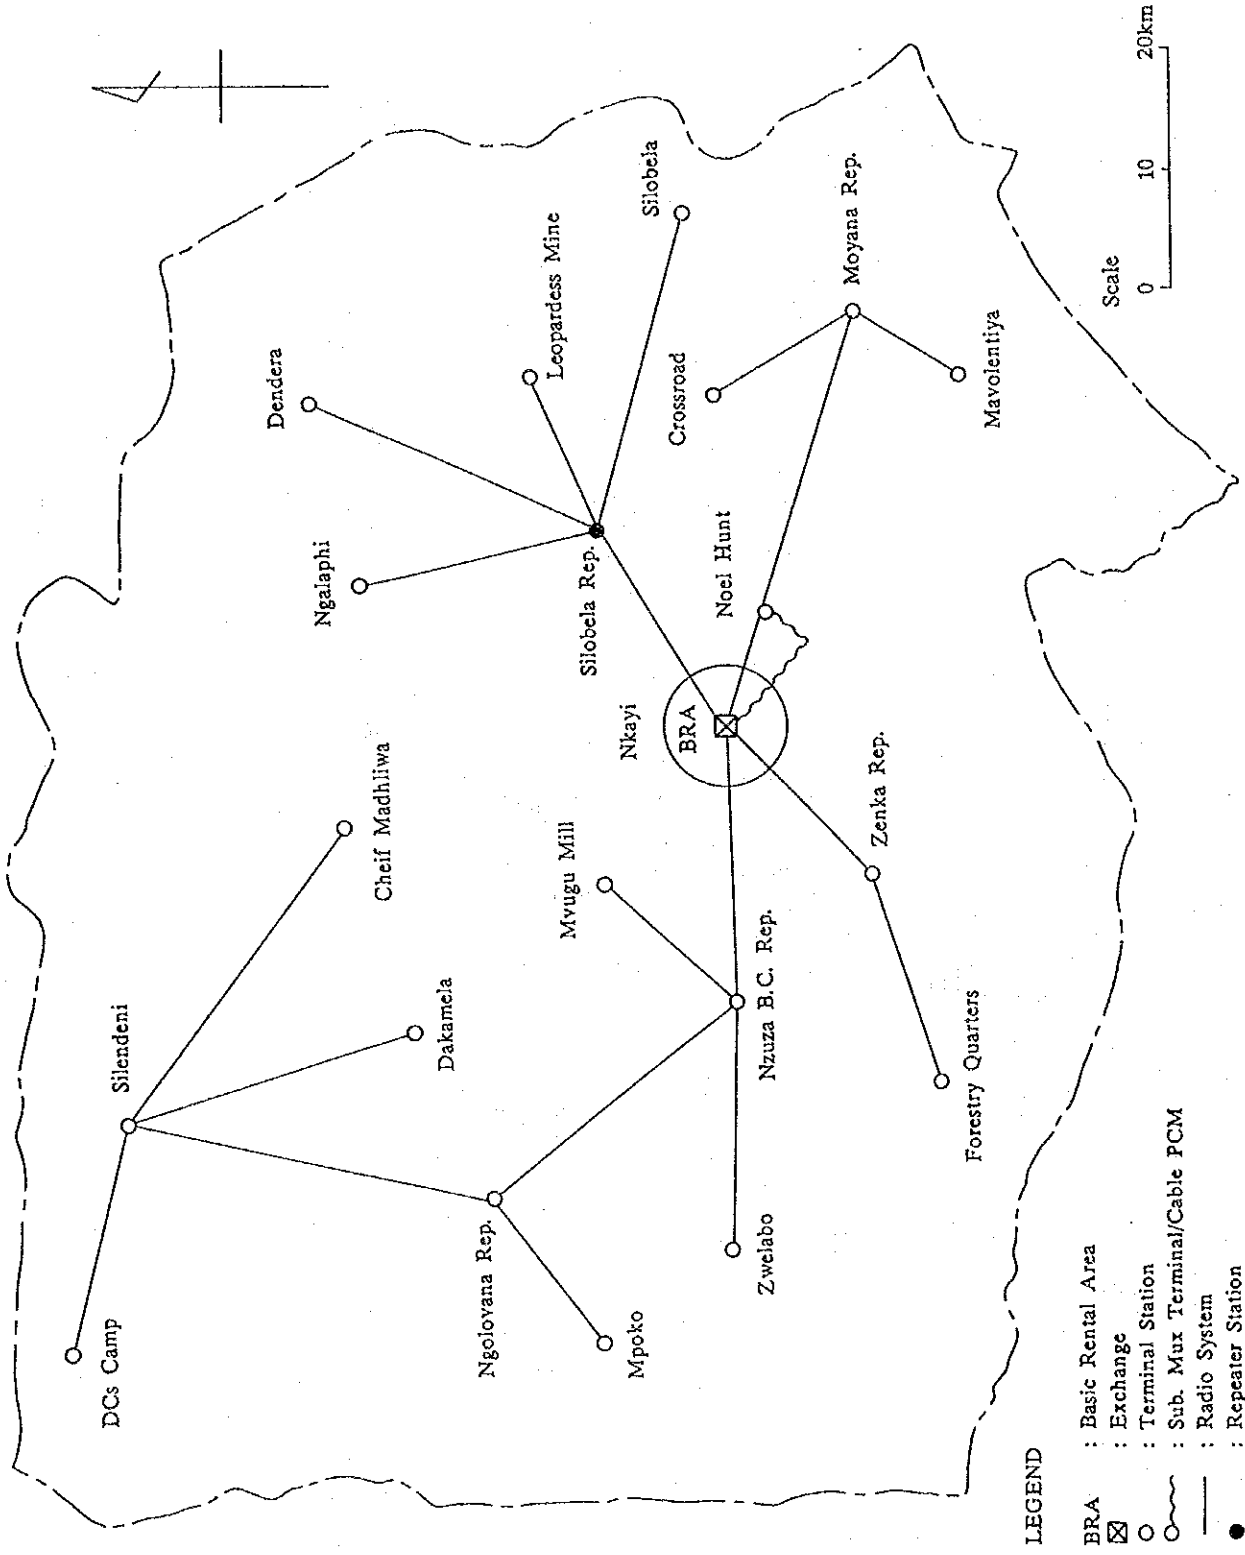 DCs Camp
Silendeni
Cheif Madhliwa
Dakamela
Ngolovana Rep.
Mpoko
Zwelabo
Mvugu Mill
Nzuza B.C. Rep.
Forestry Quarters
Zenka Rep.
Nkayi
BRA
Ngalaphi
Dendera
Silobela Rep.
Leopardess Mine
Silobela
Noel Hunt
Crossroad
Moyana Rep.
Mavolentiya
Scale
0 10 20km
LEGEND
BRA : Basic Rental Area
: Exchange
: Terminal Station
: Sub. Mux Terminal/Cable PCM
: Radio System
: Repeater Station